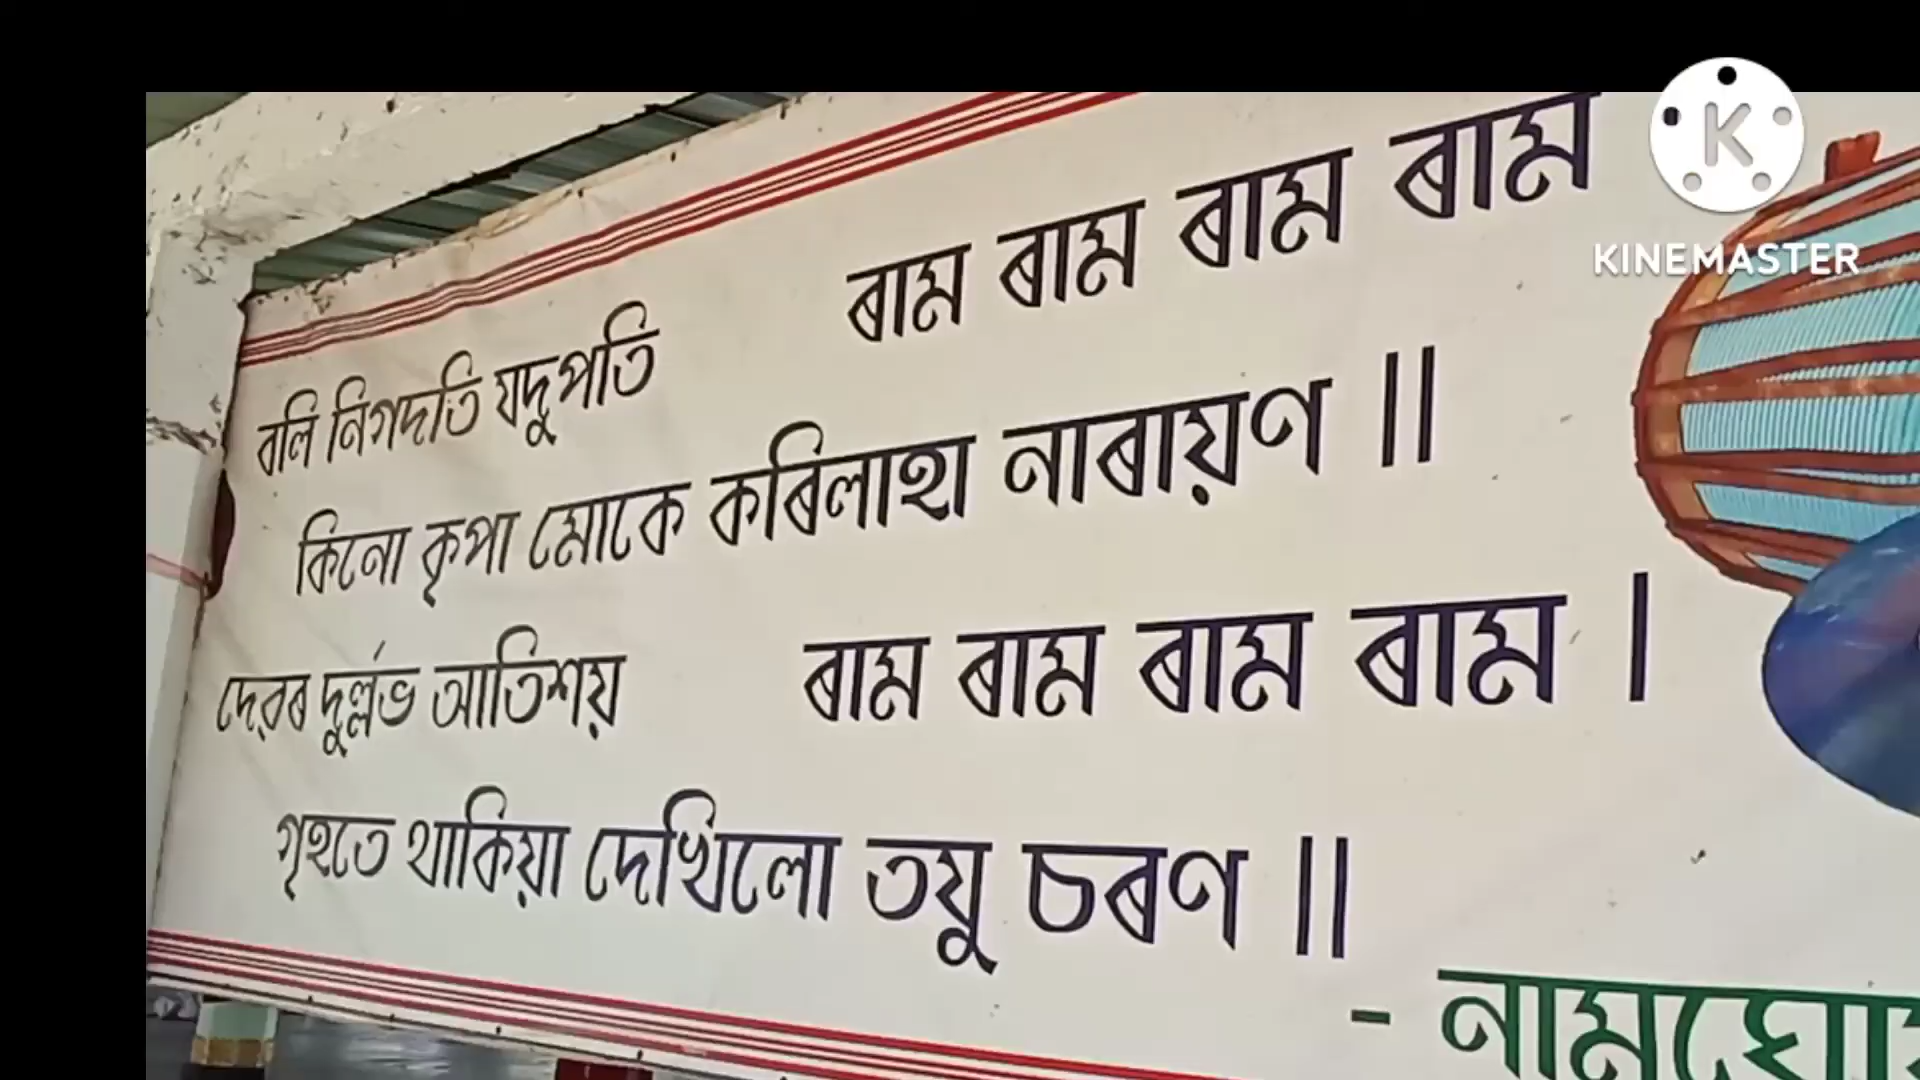 বলি নিগদতি যদুপতি ৰাম ৰাম ৰাম ৰাম
কিনো কৃপা মোকে কৰিলাহা নাৰায়ণ ॥
দেৱৰ দুৰ্ল্লভ আতিশয় ৰাম ৰাম ৰাম ৰাম ।
গৃহতে থাকিয়া দেখিলো তযু চৰণ ॥
KINEMASTER